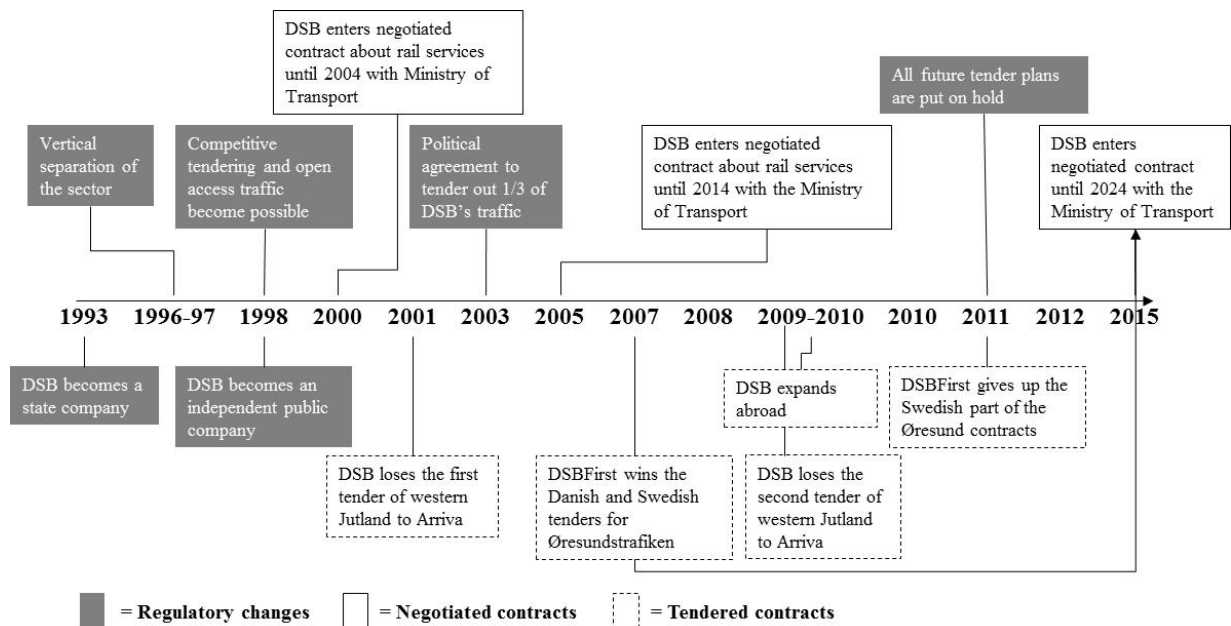 DSB enters negotiated
contract about rail services
until 2004 with Ministry of
Transport
All future tender plans
are put on hold
Vertical
separation of
the sector
Competitive
tendering and open
access traffic
become possible
Political
agreement to
tender out 1/3 of
DSB's traffic
DSB enters negotiated
contract about rail services
until 2014 with the Ministry
of Transport
DSB enters
negotiated contract
until 2024 with the
Ministry of Transport
1993 1996-97 1998 2000 2001 2003 2005 2007 2008 2009-2010 2010 2011 2012 2015
DSB becomes a
state company
DSB becomes an
independent public
company
DSB expands
abroad
DSBFirst gives up the
Swedish part of the
Øresund contracts
DSB loses the first
tender of western
Jutland to Arriva
DSBFirst wins the
Danish and Swedish
tenders for
Øresundstrafiken
DSB loses the
second tender of
western Jutland
to Arriva
= Regulatory changes = Negotiated contracts = Tendered contracts